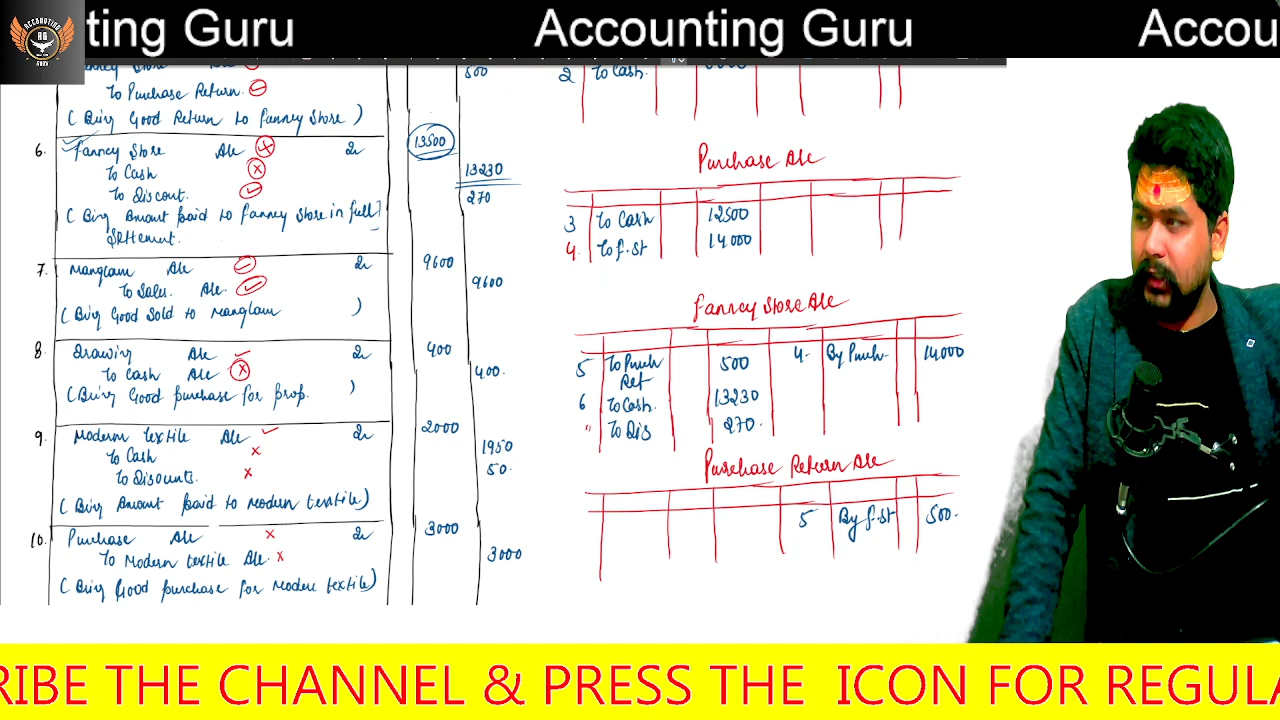 ting Guru
Accounting Guru
Accou
ACCOUNTING
AG
GURU
500
To Purchase Return.
( Being Good Return to Fanney Store )
6. Fanney Store A/c Dr 13500
To Cash 13230
To Discount. 270
( Being Amount paid to Fanney Store in full
Settlement.
7. Manglam A/c Dr 9600
To Sales. A/c. 9600
( Being Good Sold to Manglam )
8 Drawing A/c Dr 400
To Cash A/c 400.
( Being Good purchase for prop. )
9. Modern textile A/c Dr 2000
To Cash 1950
To Discounts. 50.
( Being Amount paid to modern textile)
10. Purchase A/c Dr 3000
To Modern textile A/c 3000
( Being Good purchase for Modern textile)
2 To Cash.
Purchase A/c
3 To Cash 12500
4. To f.st 14000
Fanney Store A/c
5 To Purch 500 4. By Purch. 14000
Ret
6 To Cash. 13230
" To Dis 270.
Purchase Return A/c
5 By f.st 500.
RIBE THE CHANNEL & PRESS THE ICON FOR REGULA